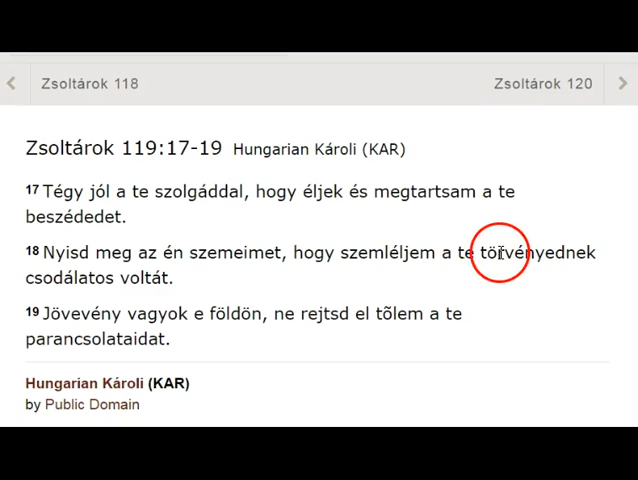 Zsoltárok 118
Zsoltárok 120
Zsoltárok 119:17-19 Hungarian Károli (KAR)
17 Tégy jól a te szolgáddal, hogy éljek és megtartsam a te
beszédedet.
18 Nyisd meg az én szemeimet, hogy szemléljem a te törvényednek
csodálatos voltát.
19 Jövevény vagyok e földön, ne rejtsd el tõlem a te
parancsolataidat.
Hungarian Károli (KAR)
by Public Domain